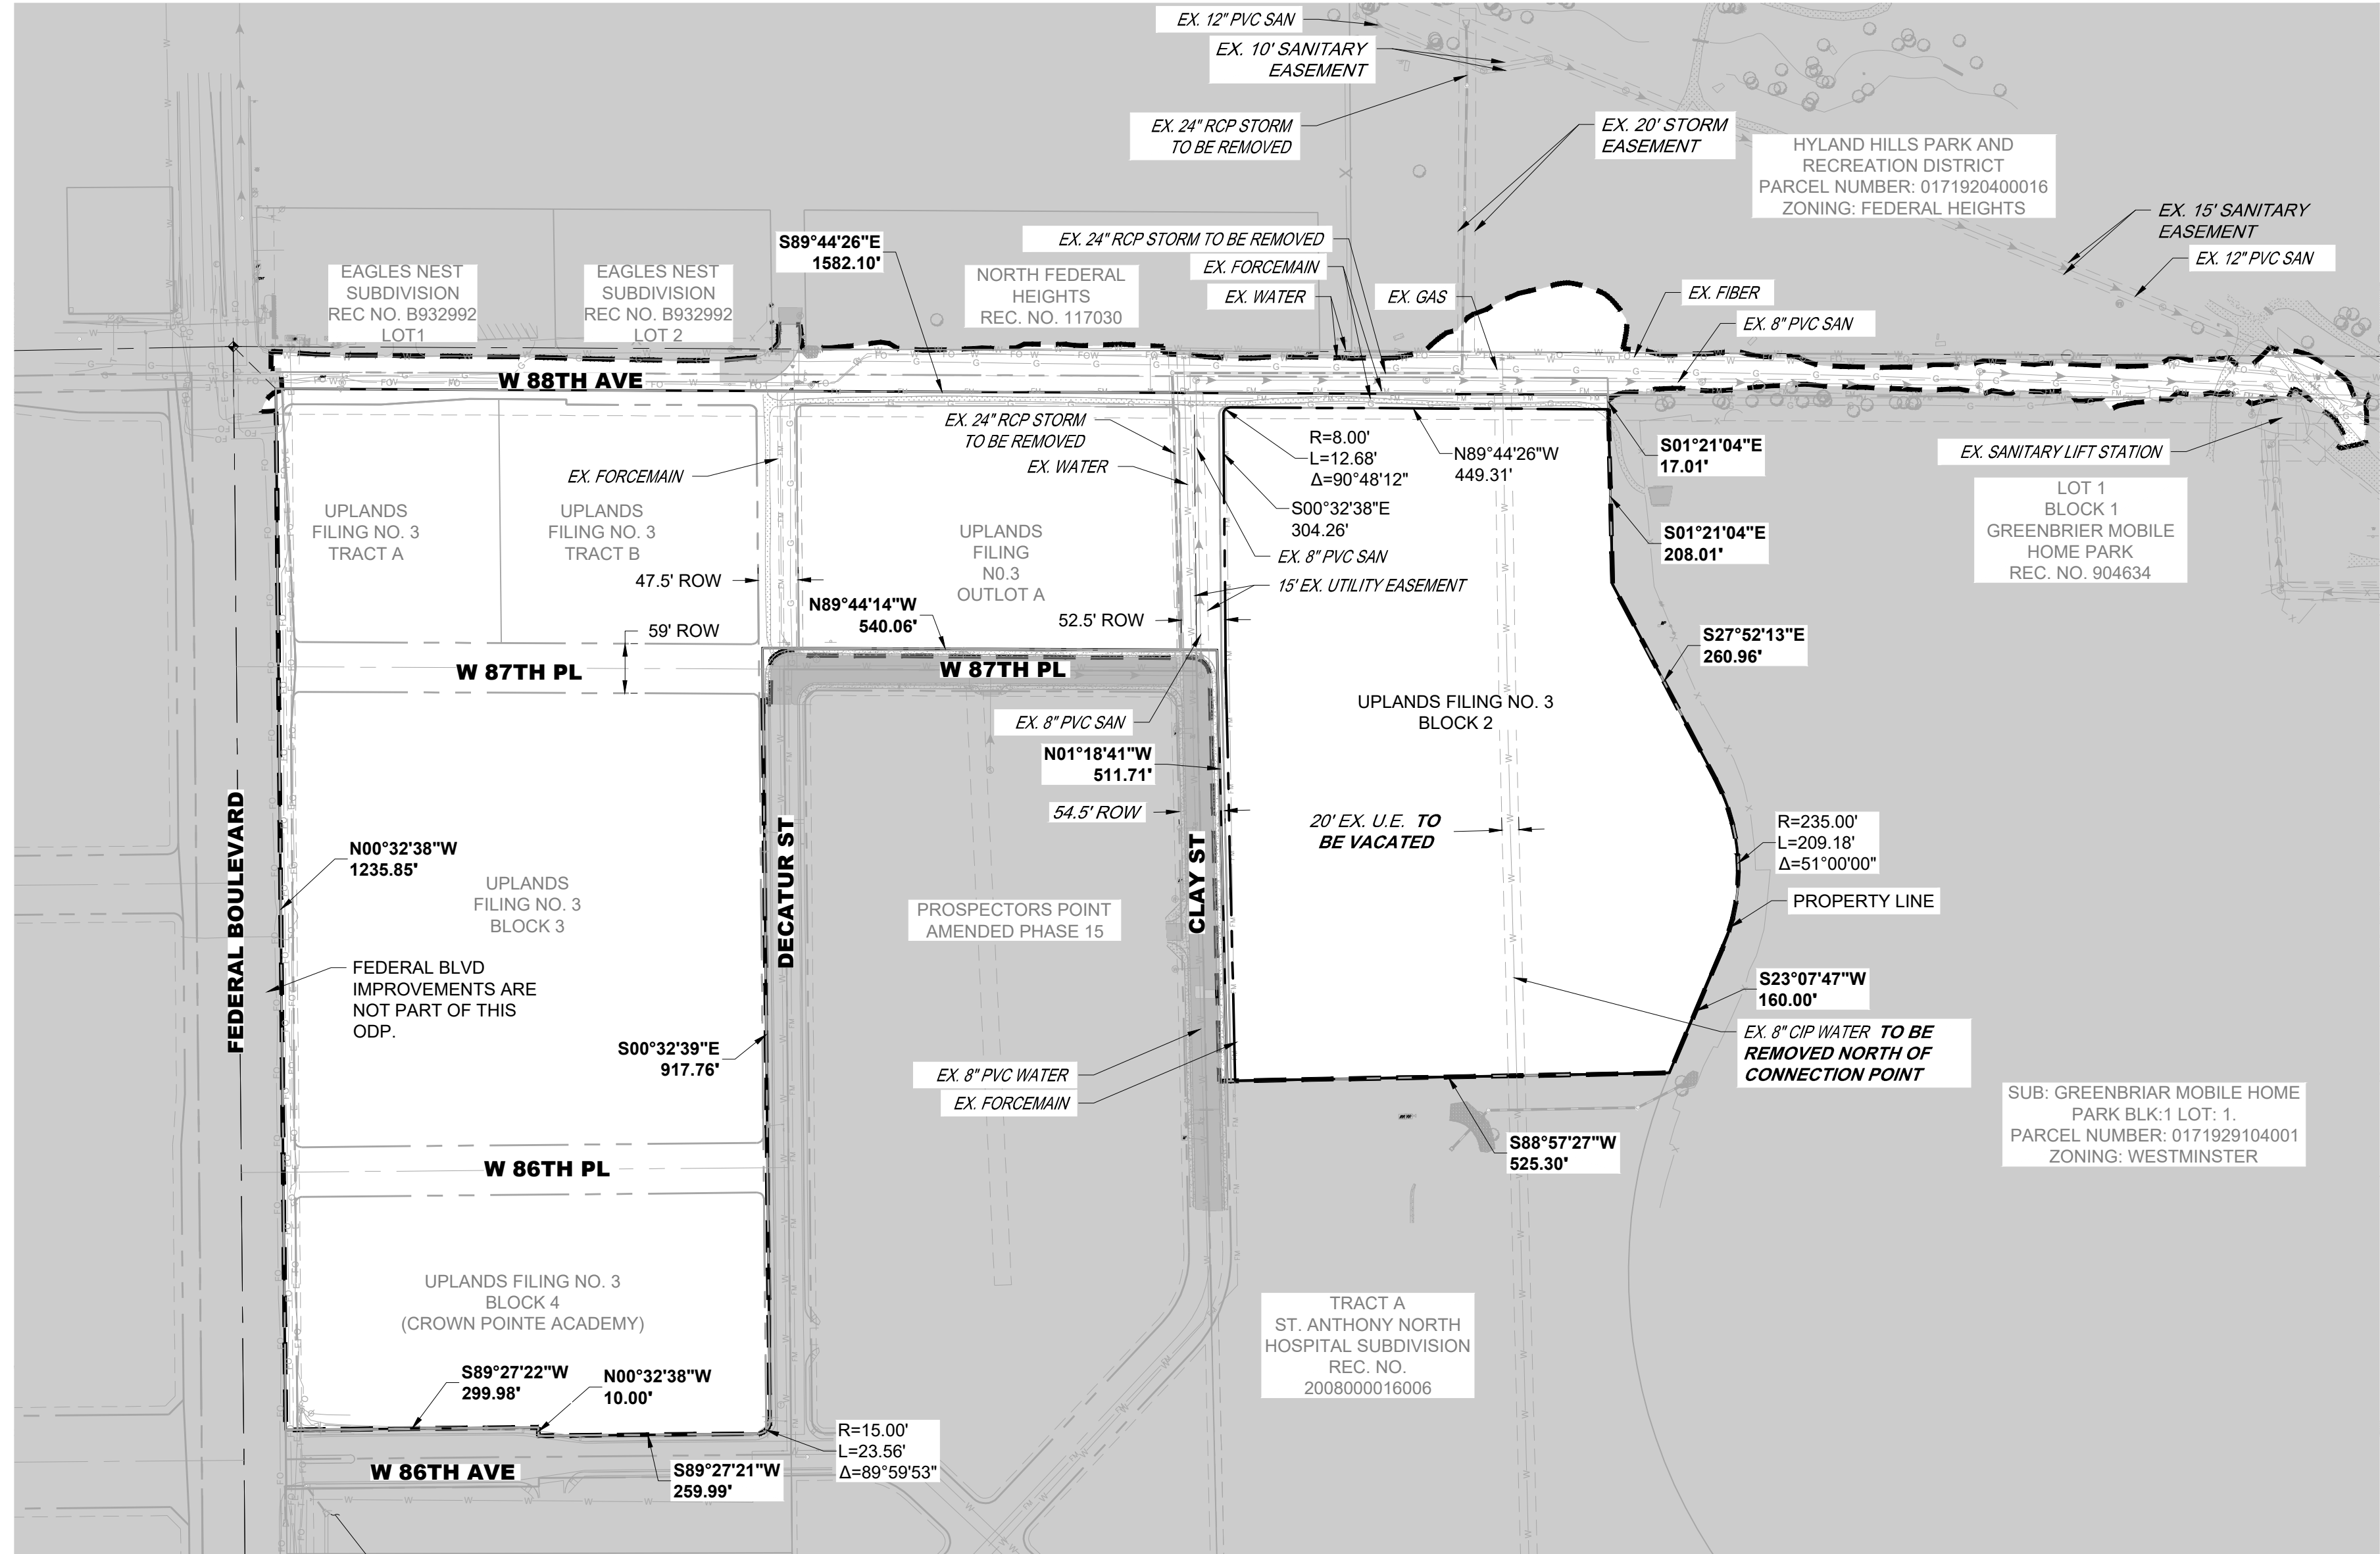 EX. 12" PVC SAN
EX. 10' SANITARY
EASEMENT
EX. 24" RCP STORM
TO BE REMOVED
EX. 20' STORM
EASEMENT
HYLAND HILLS PARK AND
RECREATION DISTRICT
PARCEL NUMBER: 0171920400016
ZONING: FEDERAL HEIGHTS
EX. 15' SANITARY
EASEMENT
EX. 12" PVC SAN
S89°44'26"E
1582.10'
EX. 24" RCP STORM TO BE REMOVED
EX. FORCEMAIN
EX. WATER
EX. GAS
EX. FIBER
EX. 8" PVC SAN
EAGLES NEST
SUBDIVISION
REC NO. B932992
LOT1
EAGLES NEST
SUBDIVISION
REC NO. B932992
LOT 2
NORTH FEDERAL
HEIGHTS
REC. NO. 117030
W 88TH AVE
EX. 24" RCP STORM
TO BE REMOVED
EX. WATER
EX. FORCEMAIN
R=8.00'
L=12.68'
Δ=90°48'12"
N89°44'26"W
449.31'
S00°32'38"E
304.26'
EX. 8" PVC SAN
15' EX. UTILITY EASEMENT
S01°21'04"E
17.01'
S01°21'04"E
208.01'
EX. SANITARY LIFT STATION
LOT 1
BLOCK 1
GREENBRIER MOBILE
HOME PARK
REC. NO. 904634
UPLANDS
FILING NO. 3
TRACT A
UPLANDS
FILING NO. 3
TRACT B
UPLANDS
FILING
N0.3
OUTLOT A
47.5' ROW
59' ROW
N89°44'14"W
540.06'
52.5' ROW
W 87TH PL
W 87TH PL
S27°52'13"E
260.96'
UPLANDS FILING NO. 3
BLOCK 2
EX. 8" PVC SAN
N01°18'41"W
511.71'
54.5' ROW
20' EX. U.E. TO
BE VACATED
R=235.00'
L=209.18'
Δ=51°00'00"
PROPERTY LINE
FEDERAL BOULEVARD
N00°32'38"W
1235.85'
UPLANDS
FILING NO. 3
BLOCK 3
DECATUR ST
CLAY ST
PROSPECTORS POINT
AMENDED PHASE 15
FEDERAL BLVD
IMPROVEMENTS ARE
NOT PART OF THIS
ODP.
S00°32'39"E
917.76'
EX. 8" PVC WATER
EX. FORCEMAIN
S23°07'47"W
160.00'
EX. 8" CIP WATER TO BE
REMOVED NORTH OF
CONNECTION POINT
SUB: GREENBRIAR MOBILE HOME
PARK BLK:1 LOT: 1.
PARCEL NUMBER: 0171929104001
ZONING: WESTMINSTER
S88°57'27"W
525.30'
W 86TH PL
UPLANDS FILING NO. 3
BLOCK 4
(CROWN POINTE ACADEMY)
TRACT A
ST. ANTHONY NORTH
HOSPITAL SUBDIVISION
REC. NO.
2008000016006
S89°27'22"W
299.98'
N00°32'38"W
10.00'
R=15.00'
L=23.56'
Δ=89°59'53"
W 86TH AVE
S89°27'21"W
259.99'